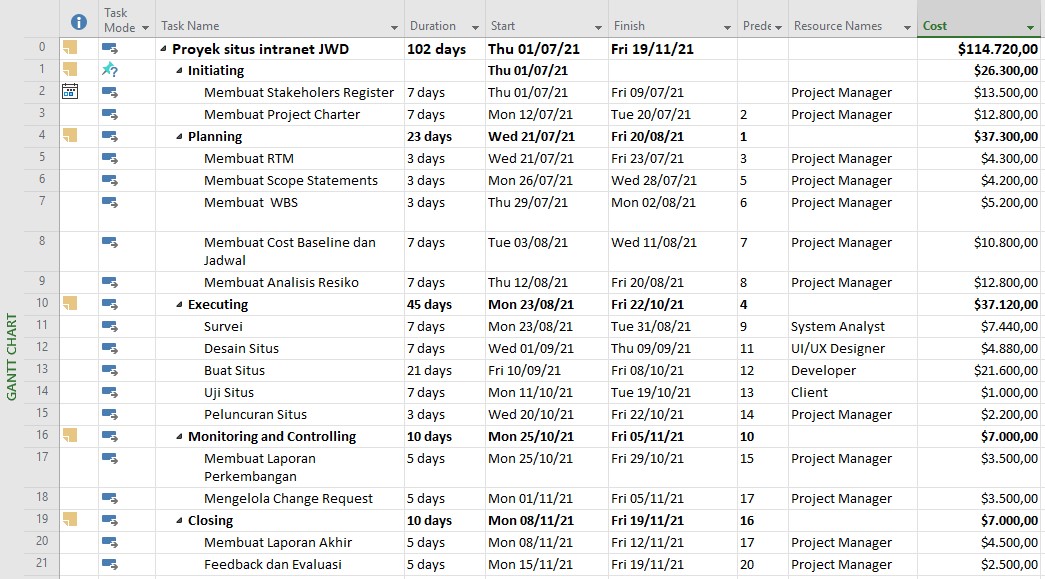 Task Mode Task Name Duration Start Finish Prede Resource Names Cost
0 Proyek situs intranet JWD 102 days Thu 01/07/21 Fri 19/11/21 $114.720,00
1 Initiating Thu 01/07/21 $26.300,00
2 Membuat Stakeholers Register 7 days Thu 01/07/21 Fri 09/07/21 Project Manager $13.500,00
3 Membuat Project Charter 7 days Mon 12/07/21 Tue 20/07/21 2 Project Manager $12.800,00
4 Planning 23 days Wed 21/07/21 Fri 20/08/21 1 $37.300,00
5 Membuat RTM 3 days Wed 21/07/21 Fri 23/07/21 3 Project Manager $4.300,00
6 Membuat Scope Statements 3 days Mon 26/07/21 Wed 28/07/21 5 Project Manager $4.200,00
7 Membuat WBS 3 days Thu 29/07/21 Mon 02/08/21 6 Project Manager $5.200,00
8 Membuat Cost Baseline dan Jadwal 7 days Tue 03/08/21 Wed 11/08/21 7 Project Manager $10.800,00
9 Membuat Analisis Resiko 7 days Thu 12/08/21 Fri 20/08/21 8 Project Manager $12.800,00
10 Executing 45 days Mon 23/08/21 Fri 22/10/21 4 $37.120,00
11 Survei 7 days Mon 23/08/21 Tue 31/08/21 9 System Analyst $7.440,00
12 Desain Situs 7 days Wed 01/09/21 Thu 09/09/21 11 UI/UX Designer $4.880,00
13 Buat Situs 21 days Fri 10/09/21 Fri 08/10/21 12 Developer $21.600,00
14 Uji Situs 7 days Mon 11/10/21 Tue 19/10/21 13 Client $1.000,00
15 Peluncuran Situs 3 days Wed 20/10/21 Fri 22/10/21 14 Project Manager $2.200,00
16 Monitoring and Controlling 10 days Mon 25/10/21 Fri 05/11/21 10 $7.000,00
17 Membuat Laporan Perkembangan 5 days Mon 25/10/21 Fri 29/10/21 15 Project Manager $3.500,00
18 Mengelola Change Request 5 days Mon 01/11/21 Fri 05/11/21 17 Project Manager $3.500,00
19 Closing 10 days Mon 08/11/21 Fri 19/11/21 16 $7.000,00
20 Membuat Laporan Akhir 5 days Mon 08/11/21 Fri 12/11/21 17 Project Manager $4.500,00
21 Feedback dan Evaluasi 5 days Mon 15/11/21 Fri 19/11/21 20 Project Manager $2.500,00
GANTT CHART